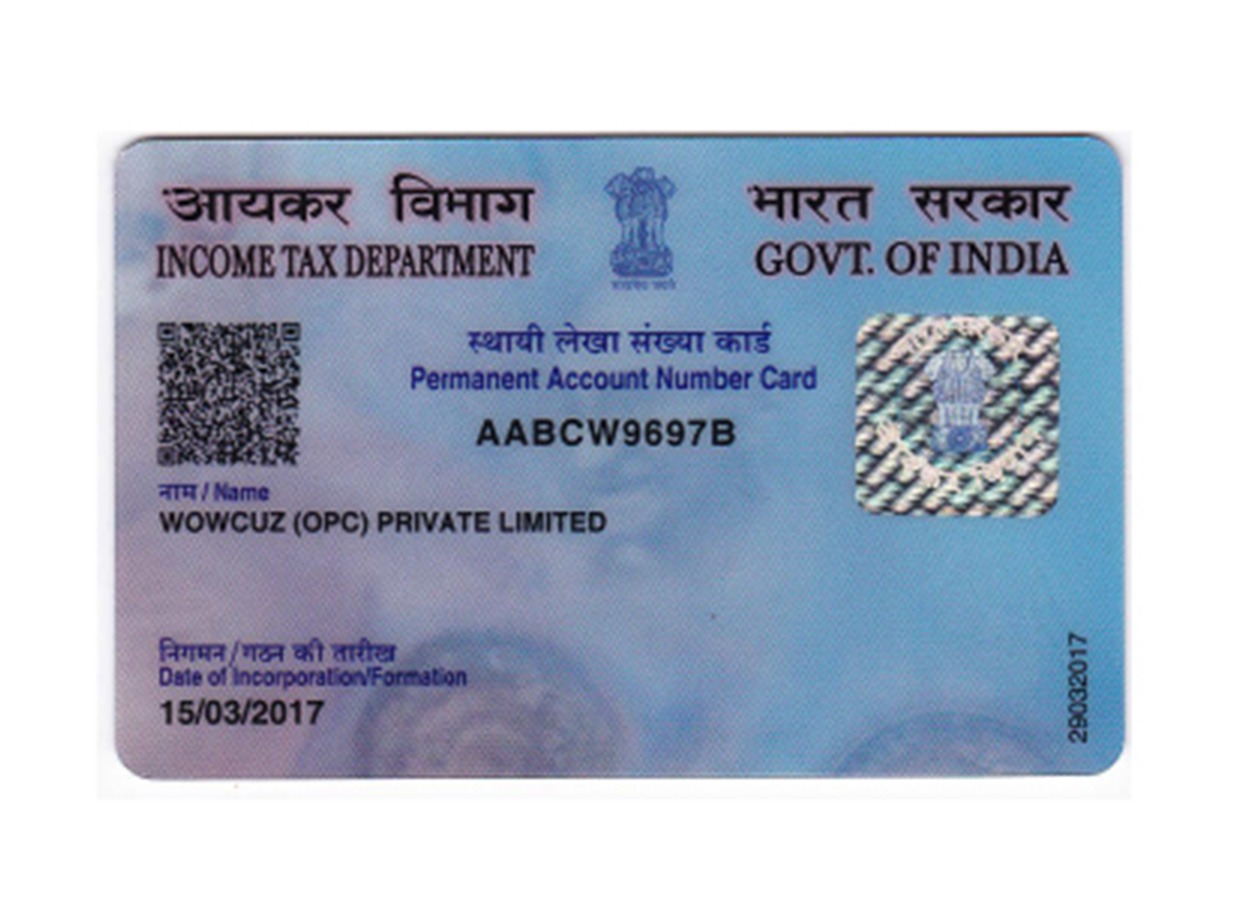 आयकर विभाग
INCOME TAX DEPARTMENT
भारत सरकार
GOVT. OF INDIA
सत्यमेव जयते
स्थायी लेखा संख्या कार्ड
Permanent Account Number Card
AABCW9697B
नाम / Name
WOWCUZ (OPC) PRIVATE LIMITED
निगमन/गठन की तारीख
Date of Incorporation/Formation
15/03/2017
29032017